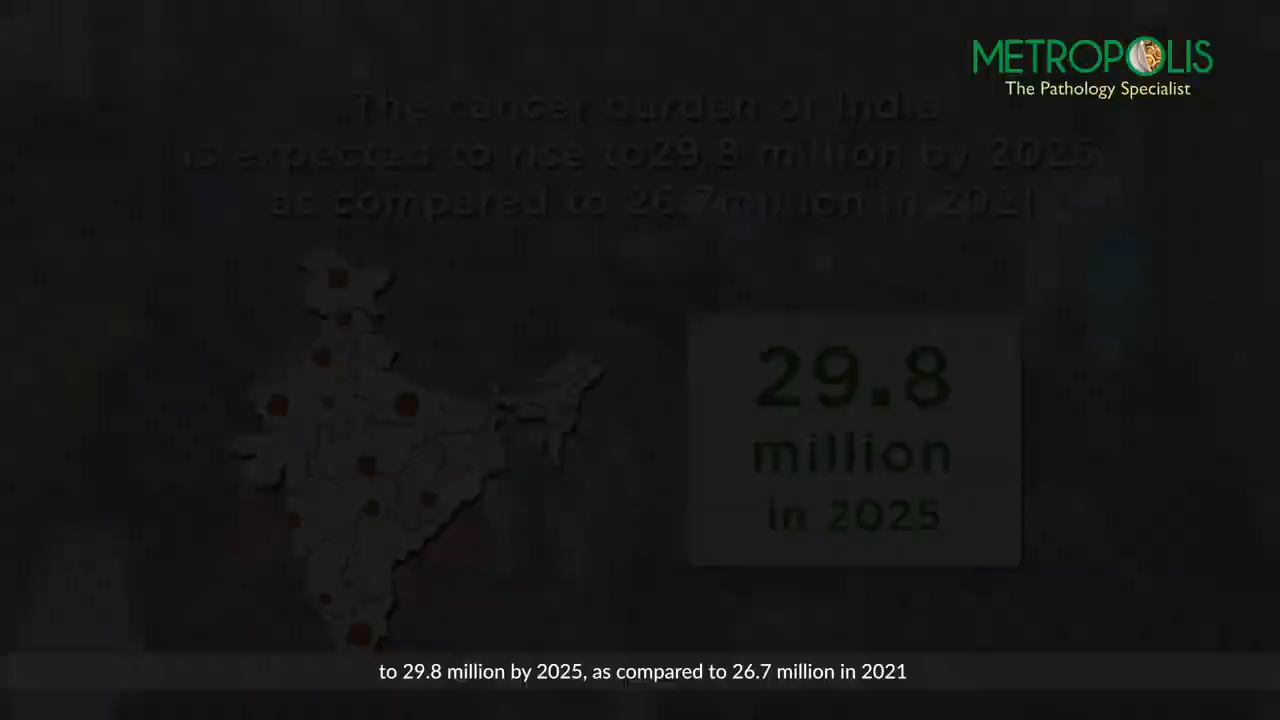 METROPOLIS
The Pathology Specialist
The cancer burden of India
is expected to rise to29.8 million by 2025,
as compared to 26.7million in 2021
29.8
million
in 2025
to 29.8 million by 2025, as compared to 26.7 million in 2021